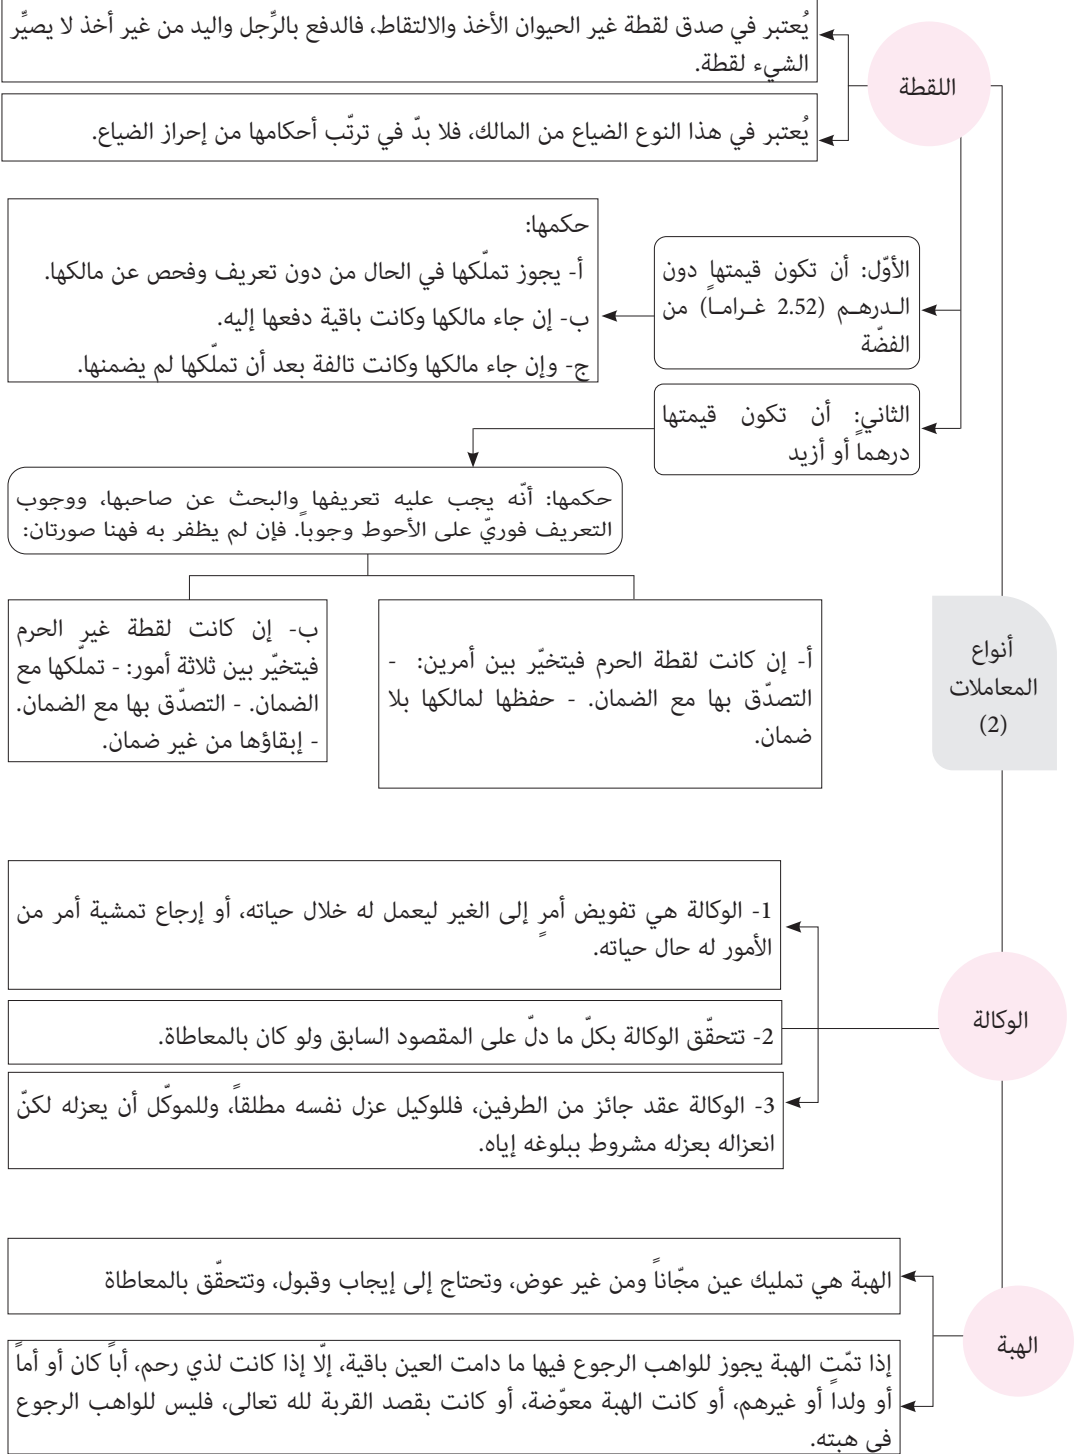 اللقطة
يُعتبر في صدق لقطة غير الحيوان الأخذ والالتقاط، فالدفع بالرِّجل واليد من غير أخذ لا يصيِّر
الشيء لقطة.
يُعتبر في هذا النوع الضياع من المالك، فلا بدّ في ترتّب أحكامها من إحراز الضياع.
الأوّل: أن تكون قيمتها دون
الـدرهـم (2.52 غـرامـاً) من
الفضّة
حكمها:
أ- يجوز تملّكها في الحال من دون تعريف وفحص عن مالكها.
ب- إن جاء مالكها وكانت باقية دفعها إليه.
ج- وإن جاء مالكها وكانت تالفة بعد أن تملّكها لم يضمنها.
الثاني: أن تكون قيمتها
درهماً أو أزيد
حكمها: أنّه يجب عليه تعريفها والبحث عن صاحبها، ووجوب
التعريف فوريّ على الأحوط وجوباً. فإن لم يظفر به فهنا صورتان:
أ- إن كانت لقطة الحرم فيتخيّر بين أمرين: -
التصدّق بها مع الضمان. - حفظها لمالكها بلا
ضمان.
ب- إن كانت لقطة غير الحرم
فيتخيّر بين ثلاثة أمور: - تملّكها مع
الضمان. - التصدّق بها مع الضمان.
- إبقاؤها من غير ضمان.
أنواع
المعاملات
(2)
الوكالة
1- الوكالة هي تفويض أمرٍ إلى الغير ليعمل له خلال حياته، أو إرجاع تمشية أمر من
الأمور له حال حياته.
2- تتحقّق الوكالة بكلّ ما دلّ على المقصود السابق ولو كان بالمعاطاة.
3- الوكالة عقد جائز من الطرفين، فللوكيل عزل نفسه مطلقاً، وللموكّل أن يعزله لكنّ
انعزاله بعزله مشروط ببلوغه إياه.
الهبة
الهبة هي تمليك عين مجّاناً ومن غير عوض، وتحتاج إلى إيجاب وقبول، وتتحقّق بالمعاطاة
إذا تمّت الهبة يجوز للواهب الرجوع فيها ما دامت العين باقية، إلّا إذا كانت لذي رحم، أباً كان أو أماً
أو ولداً أو غيرهم، أو كانت الهبة معوّضة، أو كانت بقصد القربة لله تعالى، فليس للواهب الرجوع
في هبته.